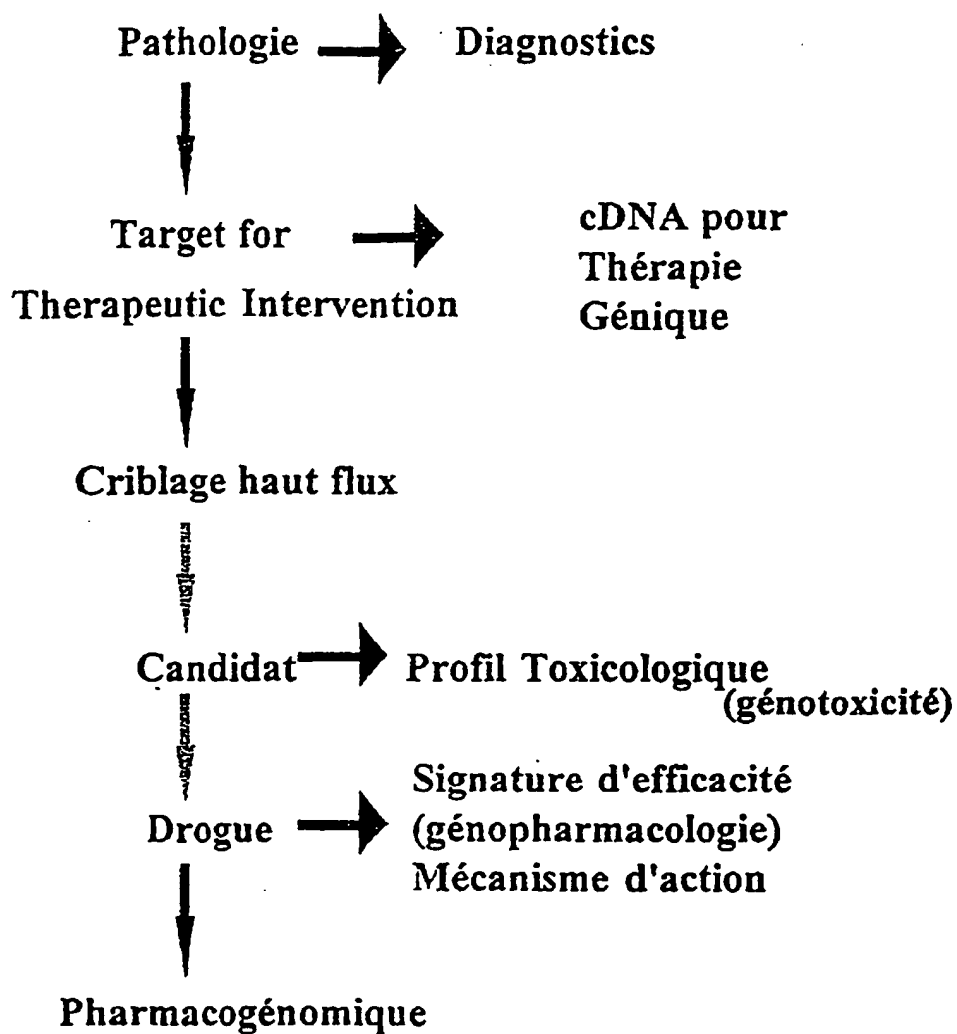 Pathologie
Diagnostics
Target for
Therapeutic Intervention
cDNA pour
Thérapie
Génique
Criblage haut flux
Candidat
Profil Toxicologique
(génotoxicité)
Drogue
Signature d'efficacité
(génopharmacologie)
Mécanisme d'action
Pharmacogénomique